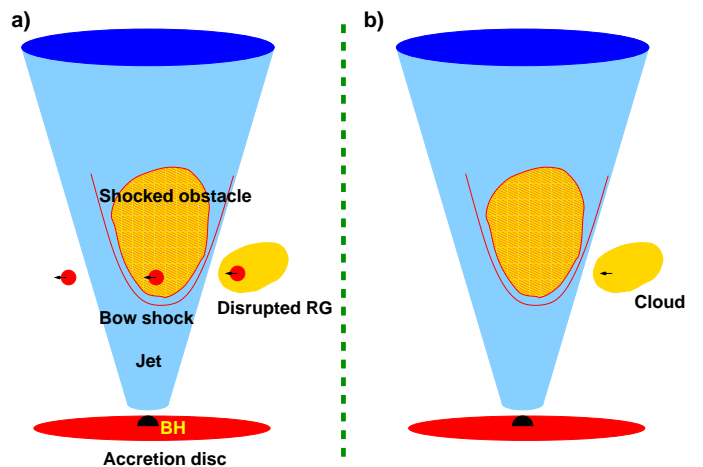 a)
b)
Shocked obstacle
Disrupted RG
Cloud
Bow shock
Jet
BH
Accretion disc